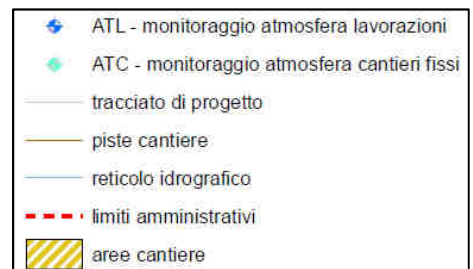 ATL - monitoraggio atmosfera lavorazioni
ATC - monitoraggio atmosfera cantieri fissi
tracciato di progetto
piste cantiere
reticolo idrografico
limiti amministrativi
aree cantiere